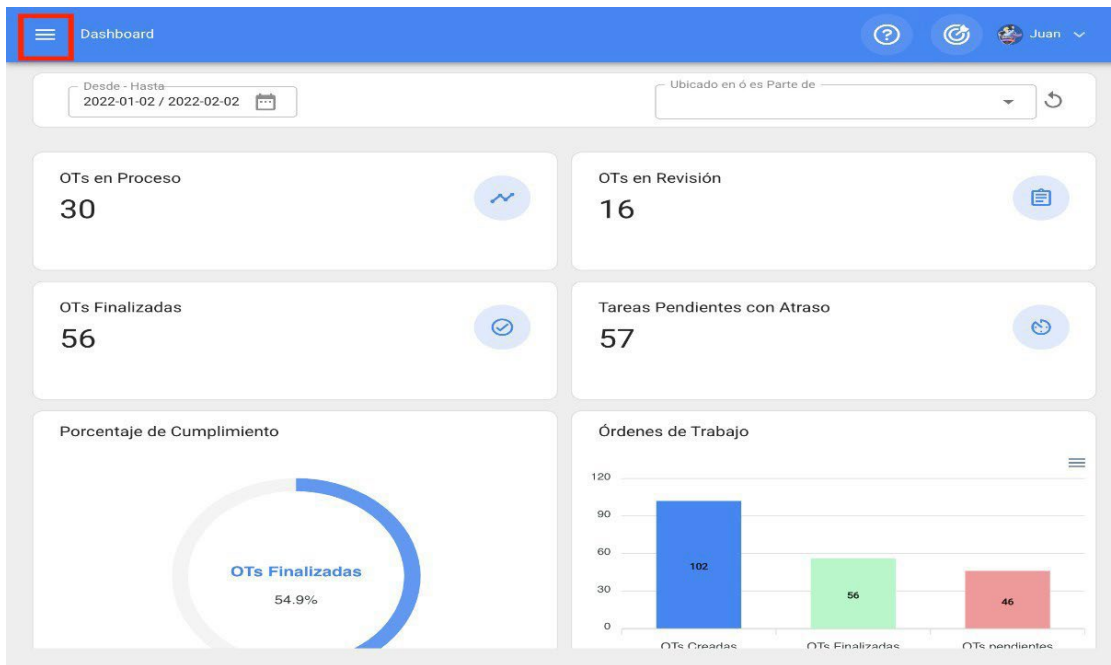 Dashboard
Juan
Desde - Hasta
2022-01-02 / 2022-02-02
Ubicado en ó es Parte de
OTs en Proceso
30
OTs en Revisión
16
OTs Finalizadas
56
Tareas Pendientes con Atraso
57
Porcentaje de Cumplimiento
OTs Finalizadas
54.9%
Órdenes de Trabajo
120
90
60
30
0
102
56
46
OTs Creadas
OTs Finalizadas
OTs pendientes